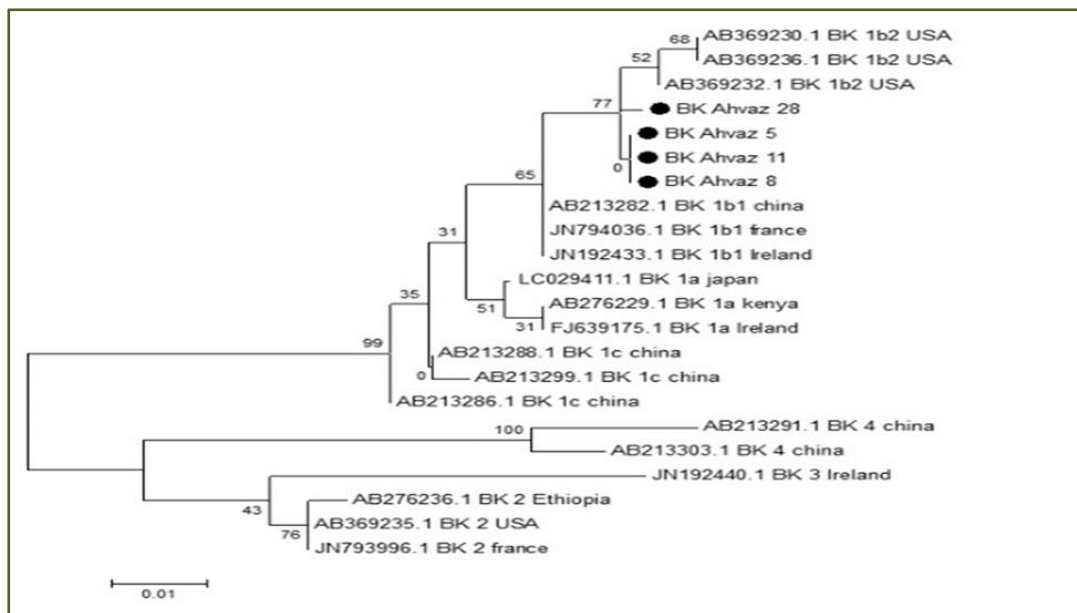 68
AB369230.1 BK 1b2 USA
AB369236.1 BK 1b2 USA
52
AB369232.1 BK 1b2 USA
77
BK Ahvaz 28
BK Ahvaz 5
BK Ahvaz 11
0
BK Ahvaz 8
65
AB213282.1 BK 1b1 china
JN794036.1 BK 1b1 france
JN192433.1 BK 1b1 Ireland
31
LC029411.1 BK 1a japan
51
AB276229.1 BK 1a kenya
31
FJ639175.1 BK 1a Ireland
35
99
AB213288.1 BK 1c china
0
AB213299.1 BK 1c china
AB213286.1 BK 1c china
100
AB213291.1 BK 4 china
AB213303.1 BK 4 china
JN192440.1 BK 3 Ireland
43
AB276236.1 BK 2 Ethiopia
76
AB369235.1 BK 2 USA
JN793996.1 BK 2 france
0.01